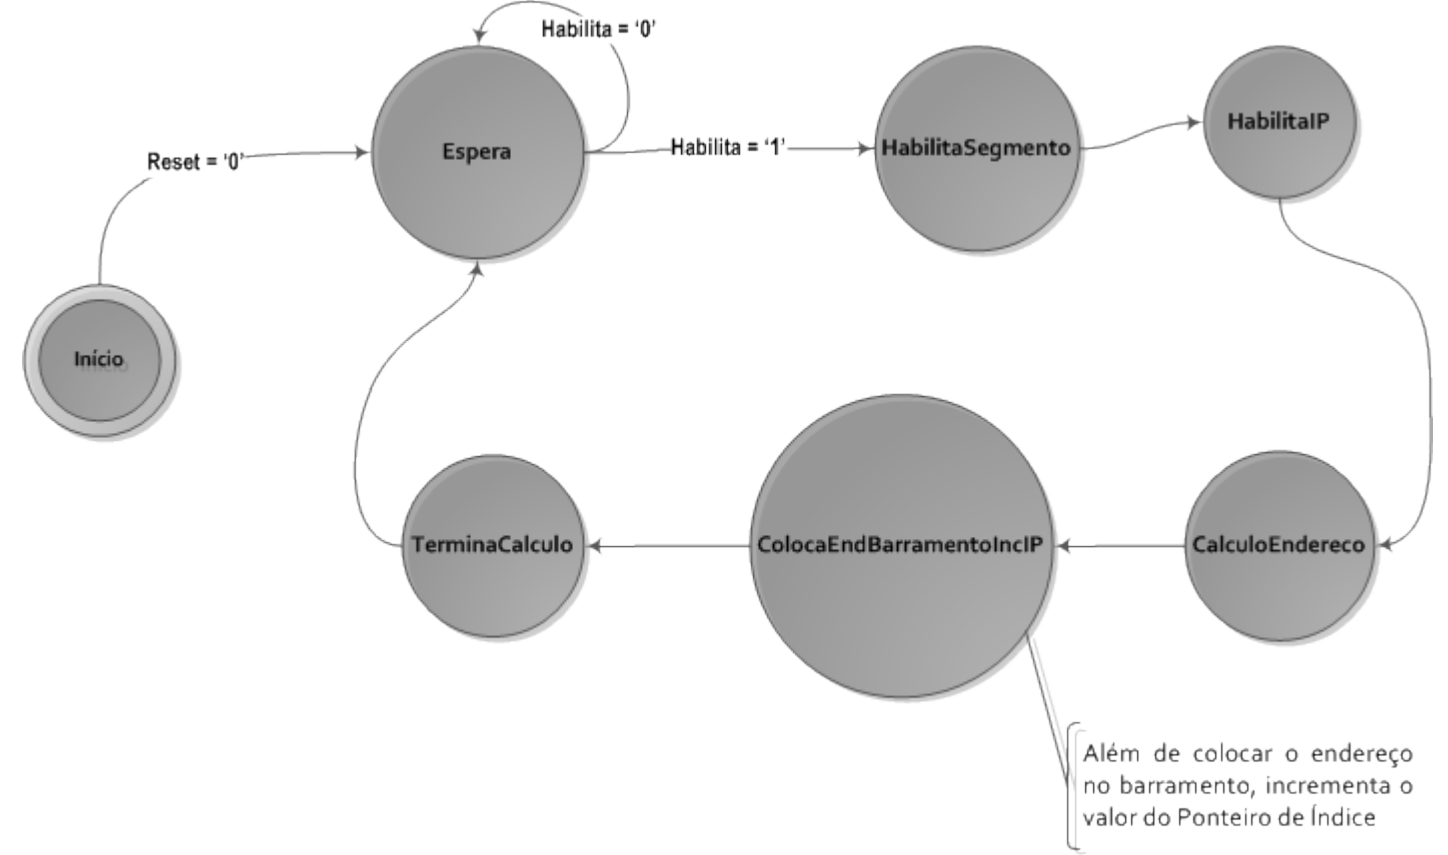 Habilita = ‘0’
Reset = ‘0’
Espera
Habilita = ‘1’
HabilitaSegmento
HabilitaIP
Início
TerminaCalculo
ColocaEndBarramentoIncIP
CalculoEndereco
Além de colocar o endereço
no barramento, incrementa o
valor do Ponteiro de Índice